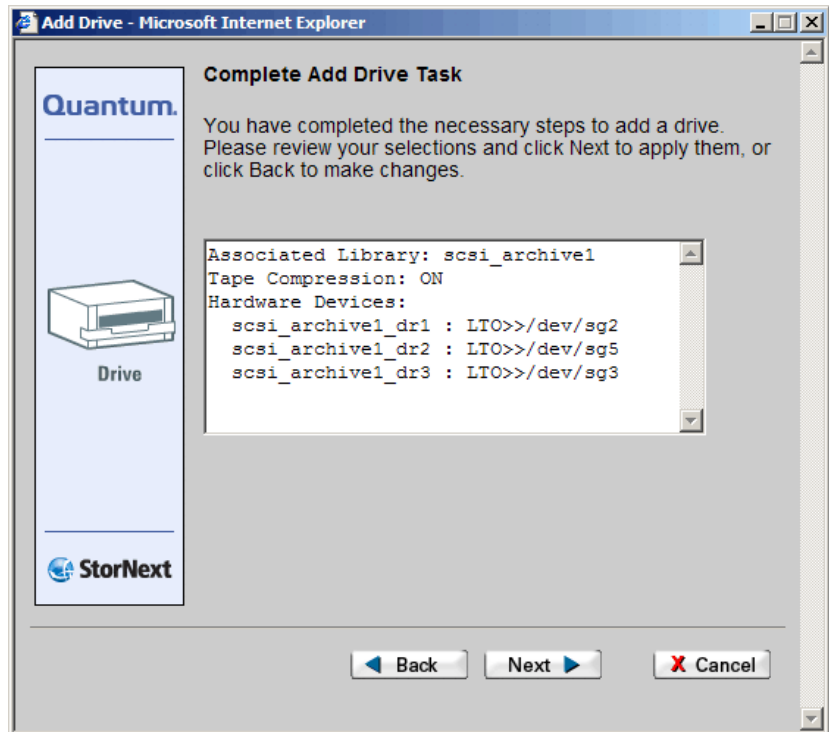 Add Drive - Microsoft Internet Explorer
Quantum.
Complete Add Drive Task
You have completed the necessary steps to add a drive.
Please review your selections and click Next to apply them, or
click Back to make changes.
Associated Library: scsi_archive1
Tape Compression: ON
Hardware Devices:
scsi_archive1_dr1 : LTO>>/dev/sg2
scsi_archive1_dr2 : LTO>>/dev/sg5
scsi_archive1_dr3 : LTO>>/dev/sg3
Drive
StorNext
Back
Next
X Cancel